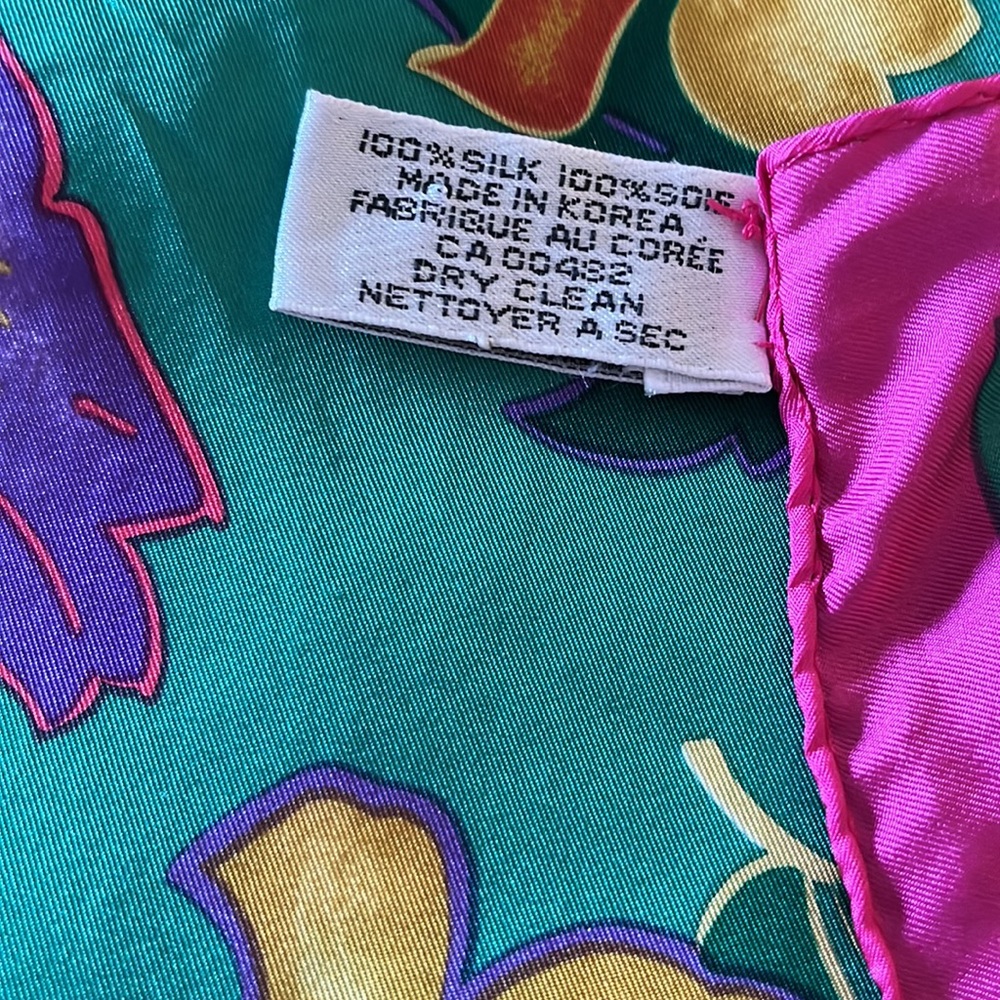 100% SILK 100% SOIE
MADE IN KOREA
FABRIQUE AU CORÉE
CA 00432
DRY CLEAN
NETTOYER A SEC